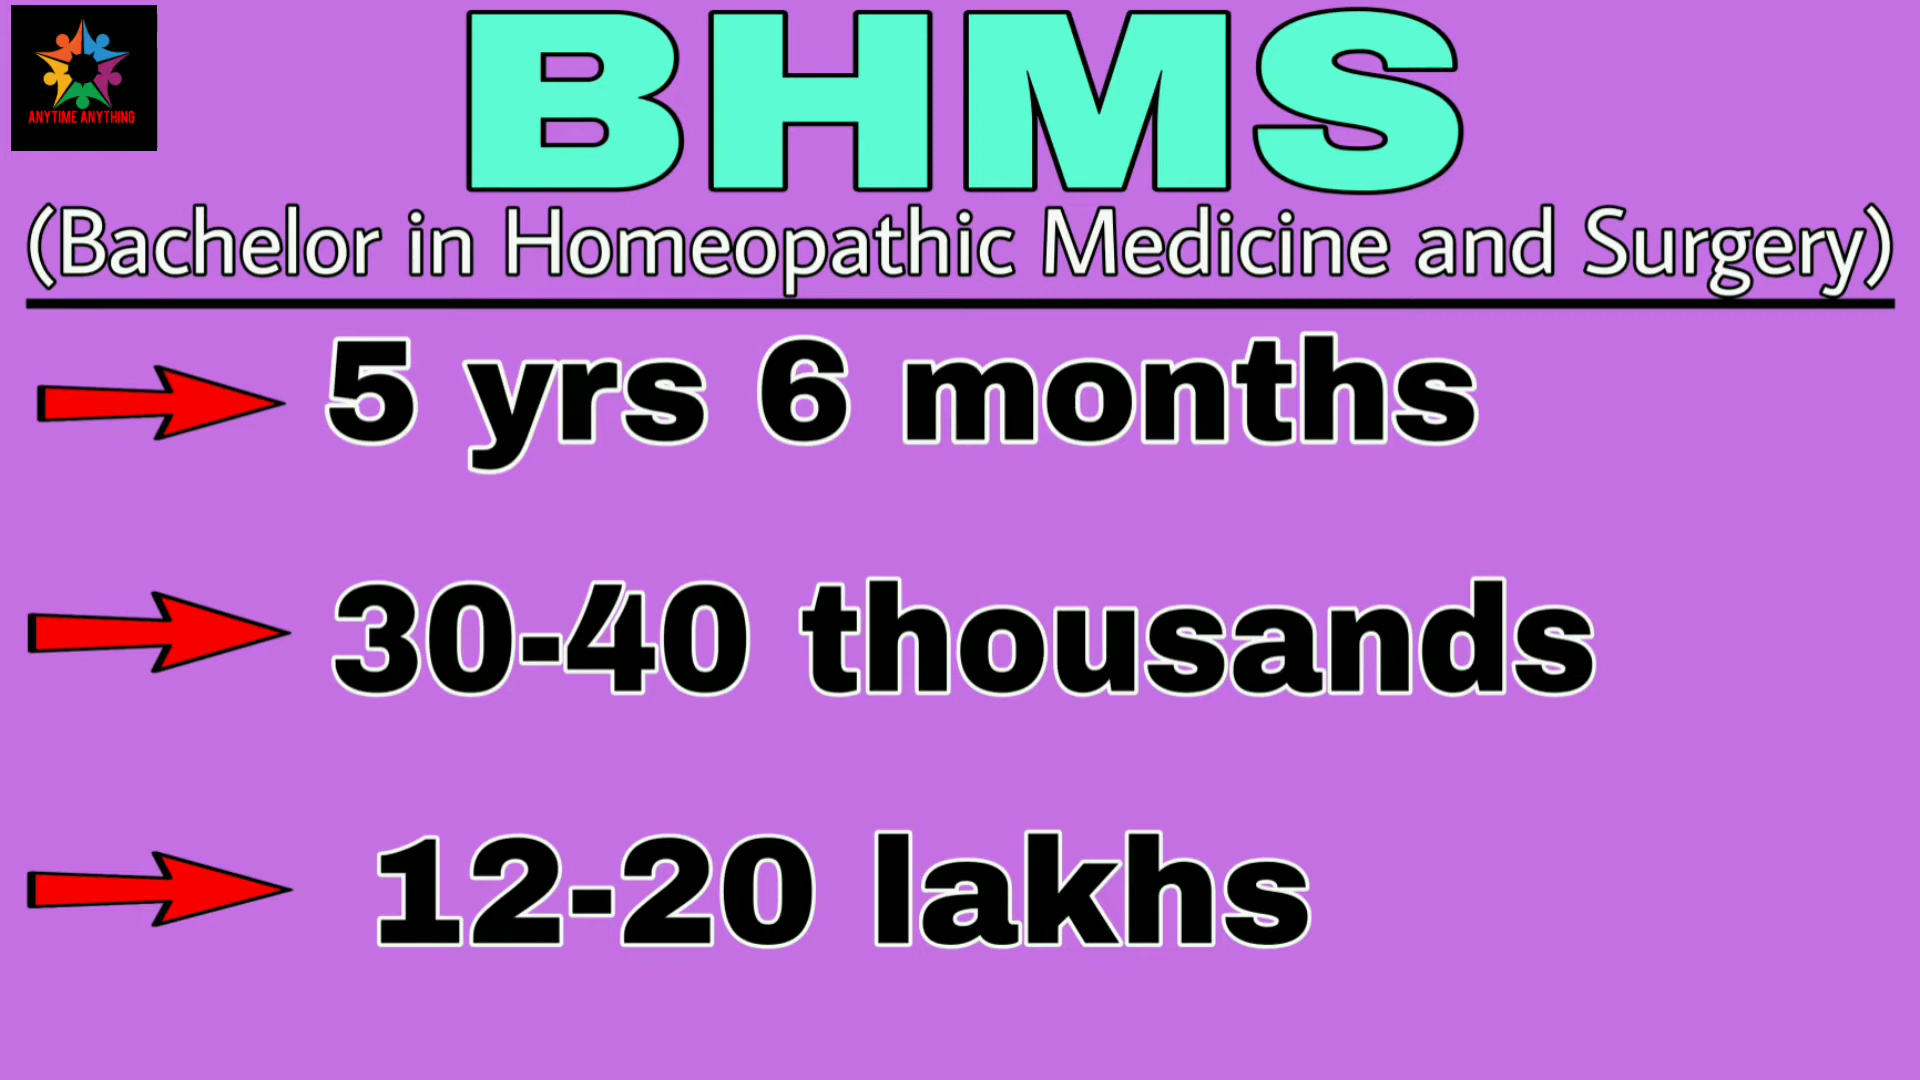 ANYTIME ANYTHING
BHMS
(Bachelor in Homeopathic Medicine and Surgery)
5 yrs 6 months
30-40 thousands
12-20 lakhs